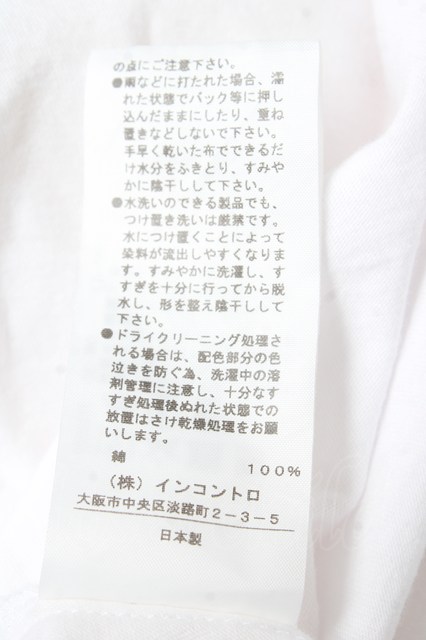 の点にご注意下さい。
●雨などに打たれた場合、濡
れた状態でバック等に押し
込んだままにしたり、重ね
置きなどしないで下さい。
手早く乾いた布でできるだ
け水分をふきとり、すみや
かに陰干しして下さい。
●水洗いのできる製品でも、
つけ置き洗いは厳禁です。
水につけ置くことによって
染料が流出しやすくなりま
す。すみやかに洗濯し、す
すぎを十分に行ってから脱
水し、形を整え陰干しして
下さい。
●ドライクリーニング処理さ
れる場合は、配色部分の色
泣きを防ぐ為、洗濯中の溶
剤管理に注意し、十分なす
すぎ処理後ぬれた状態での
放置はさけ乾燥処理をお願
いします。
綿 100%
(株) インコントロ
大阪市中央区淡路町2-3-5
日本製